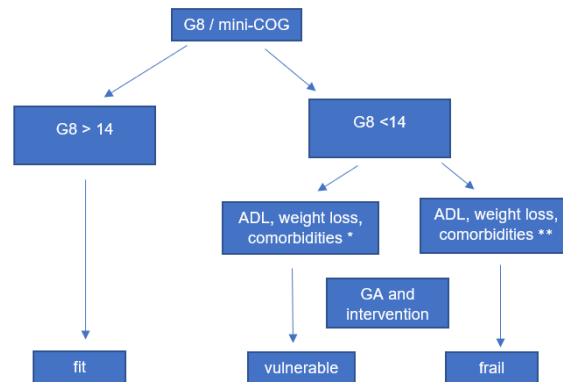 G8 / mini-COG
G8 > 14
G8 <14
ADL, weight loss,
comorbidities *
ADL, weight loss,
comorbidities **
GA and
intervention
fit
vulnerable
frail